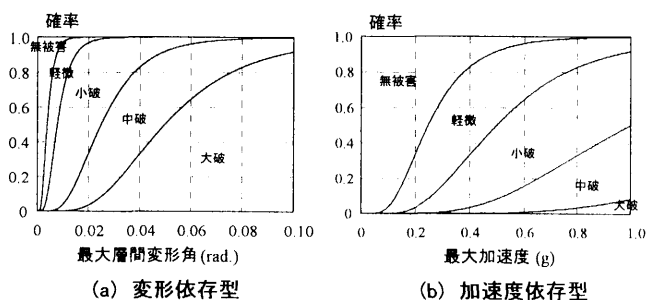 確率
1.0
0.8
0.6
0.4
0.2
0
無被害
軽微
小破
中破
大破
0 0.02 0.04 0.06 0.08 0.10
最大層間変形角(rad.)
(a) 変形依存型
確率
1.0
0.8
0.6
0.4
0.2
0
無被害
軽微
小破
中破
大破
0 0.2 0.4 0.6 0.8 1.0
最大加速度(g)
(b) 加速度依存型